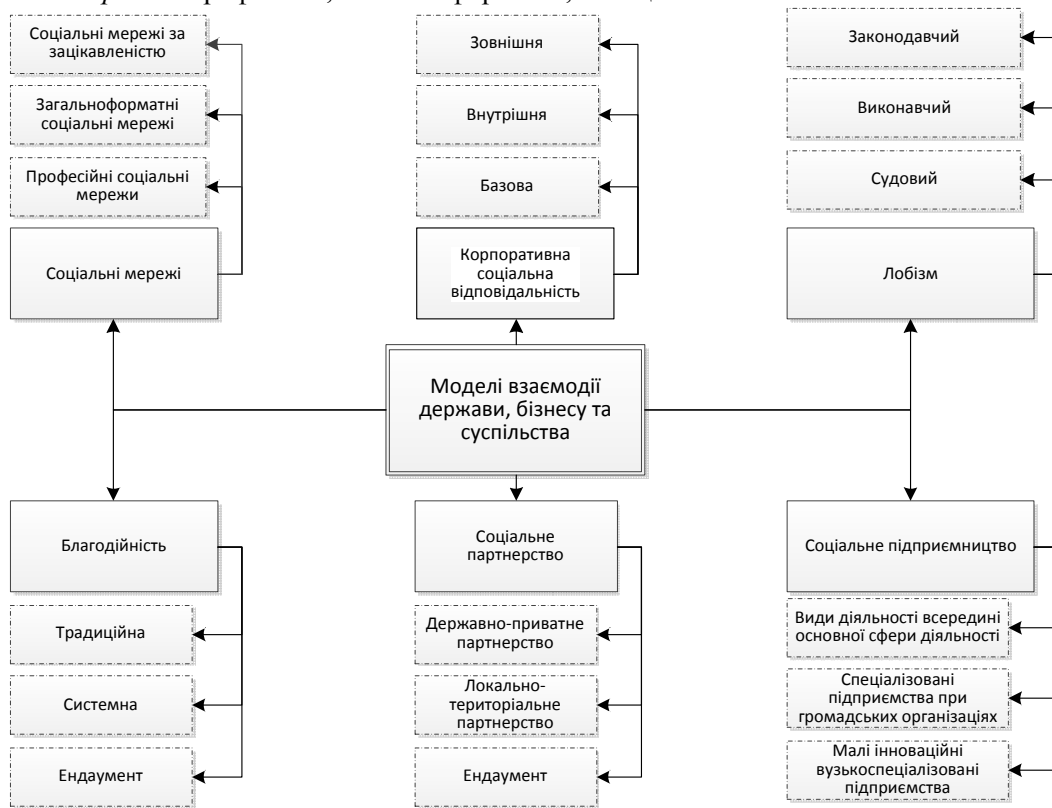 Соціальні мережі за
зацікавленістю
Загальноформатні
соціальні мережі
Професійні соціальні
мережи
Соціальні мережі
Зовнішня
Внутрішня
Базова
Корпоративна
соціальна
відповідальність
Законодавчий
Виконавчий
Судовий
Лобізм
Моделі взаємодії
держави, бізнесу та
суспільства
Благодійність
Традиційна
Системна
Ендаумент
Соціальне
партнерство
Державно-приватне
партнерство
Локально-
територіальне
партнерство
Ендаумент
Соціальне підприємництво
Види діяльності всередині
основної сфери діяльності
Спеціалізовані
підприємства при
громадських організаціях
Малі інноваційні
вузькоспеціалізовані
підприємства